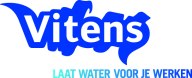 Vitens
LAAT WATER VOOR JE WERKEN